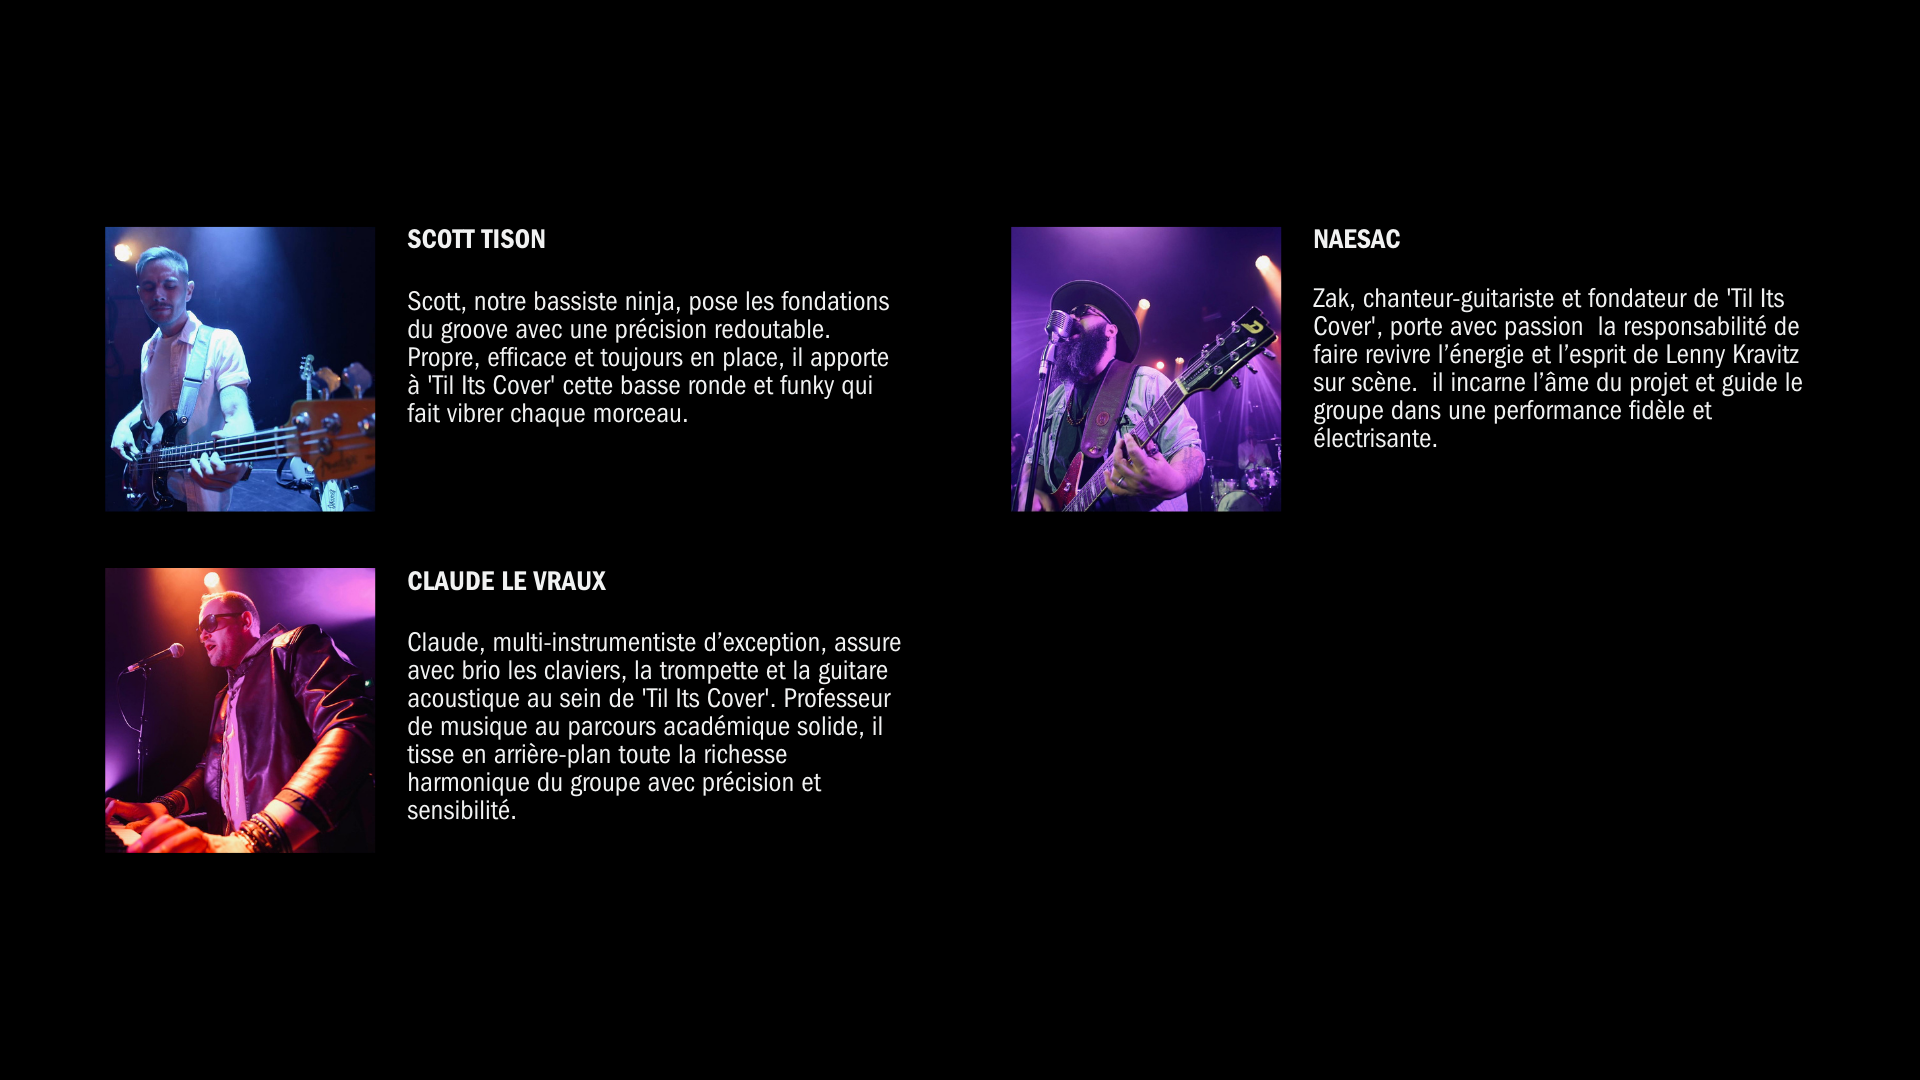 SCOTT TISON
Scott, notre bassiste ninja, pose les fondations
du groove avec une précision redoutable.
Propre, efficace et toujours en place, il apporte
à 'Til Its Cover' cette basse ronde et funky qui
fait vibrer chaque morceau.
NAESAC
Zak, chanteur-guitariste et fondateur de 'Til Its
Cover', porte avec passion  la responsabilité de
faire revivre l’énergie et l’esprit de Lenny Kravitz
sur scène.  il incarne l’âme du projet et guide le
groupe dans une performance fidèle et
électrisante.
CLAUDE LE VRAUX
Claude, multi-instrumentiste d’exception, assure
avec brio les claviers, la trompette et la guitare
acoustique au sein de 'Til Its Cover'. Professeur
de musique au parcours académique solide, il
tisse en arrière-plan toute la richesse
harmonique du groupe avec précision et
sensibilité.